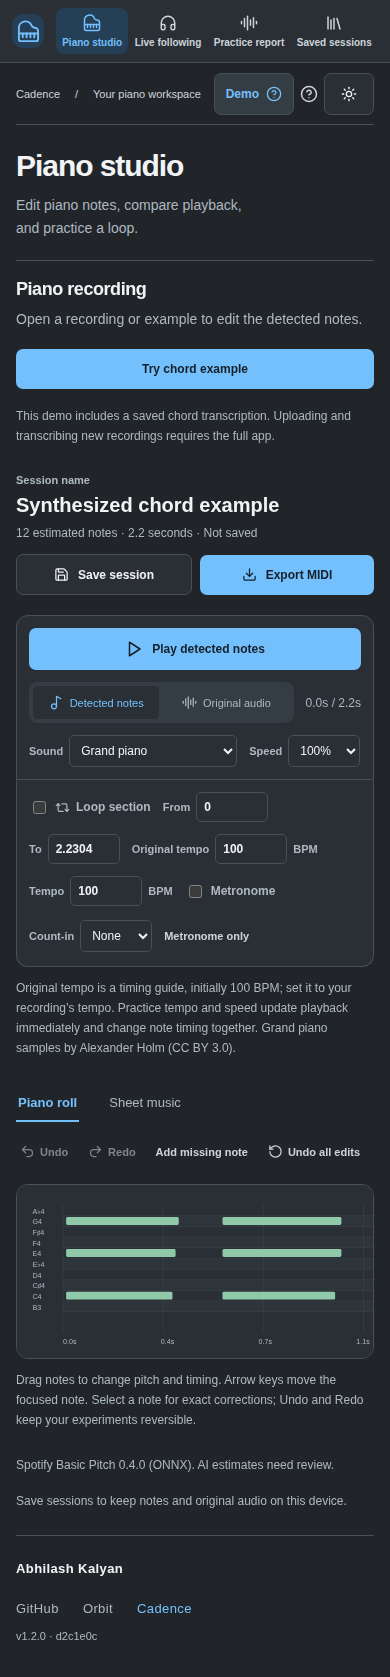 Piano studio Live following Practice report Saved sessions
Cadence / Your piano workspace Demo
Piano studio
Edit piano notes, compare playback,
and practice a loop.
Piano recording
Open a recording or example to edit the detected notes.
Try chord example
This demo includes a saved chord transcription. Uploading and
transcribing new recordings requires the full app.
Session name
Synthesized chord example
12 estimated notes · 2.2 seconds · Not saved
Save session Export MIDI
Play detected notes
Detected notes Original audio 0.0s / 2.2s
Sound Grand piano Speed 100%
Loop section From 0
To 2.2304 Original tempo 100 BPM
Tempo 100 BPM Metronome
Count-in None Metronome only
Original tempo is a timing guide, initially 100 BPM; set it to your
recording's tempo. Practice tempo and speed update playback
immediately and change note timing together. Grand piano
samples by Alexander Holm (CC BY 3.0).
Piano roll Sheet music
Undo Redo Add missing note Undo all edits
A♭4
G4
F♯4
F4
E4
E♭4
D4
C♯4
C4
B3
0.0s 0.4s 0.7s 1.1s
Drag notes to change pitch and timing. Arrow keys move the
focused note. Select a note for exact corrections; Undo and Redo
keep your experiments reversible.
Spotify Basic Pitch 0.4.0 (ONNX). AI estimates need review.
Save sessions to keep notes and original audio on this device.
Abhilash Kalyan
GitHub Orbit Cadence
v1.2.0 · d2c1e0c